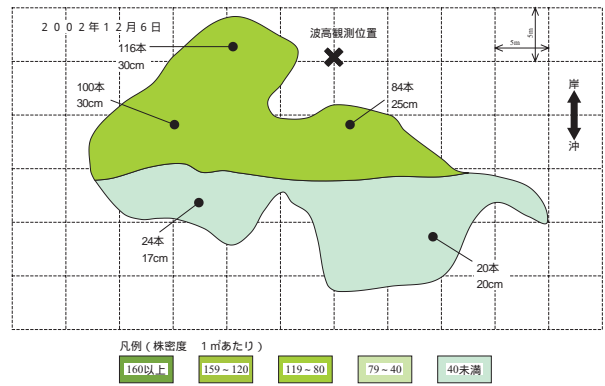 ２００２年１２月６日
116本
30cm
波高観測位置
5m
5m
100本
30cm
84本
25cm
岸
沖
24本
17cm
20本
20cm
凡例（株密度　１㎡あたり）
160以上
159～120
119～80
79～40
40未満